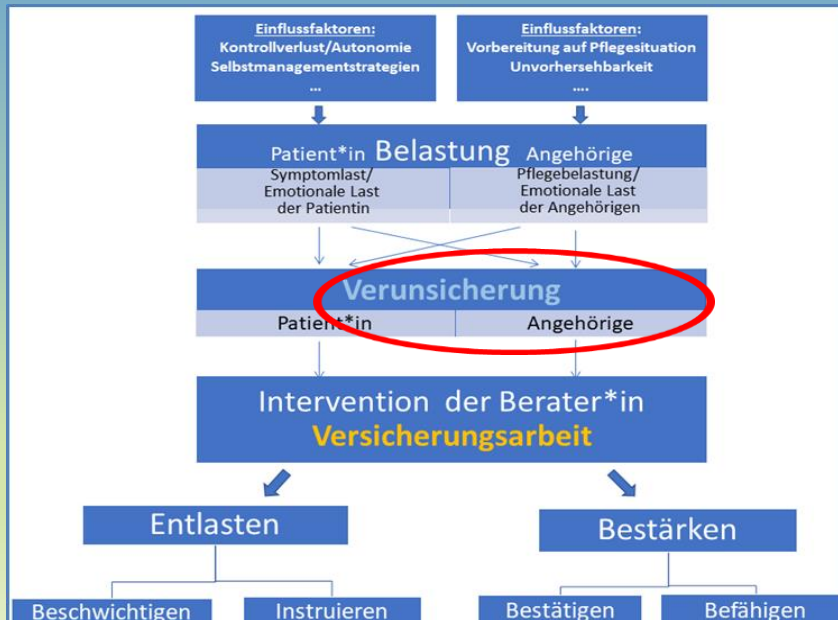 Einflussfaktoren:
Kontrollverlust/Autonomie
Selbstmanagementstrategien
...
Einflussfaktoren:
Vorbereitung auf Pflegesituation
Unvorhersehbarkeit
....
Patient*in Belastung Angehörige
Symptomlast/
Emotionale Last
der Patientin
Pflegebelastung/
Emotionale Last
der Angehörigen
Verunsicherung
Patient*in
Angehörige
Intervention der Berater*in
Versicherungsarbeit
Entlasten
Bestärken
Beschwichtigen
Instruieren
Bestätigen
Befähigen